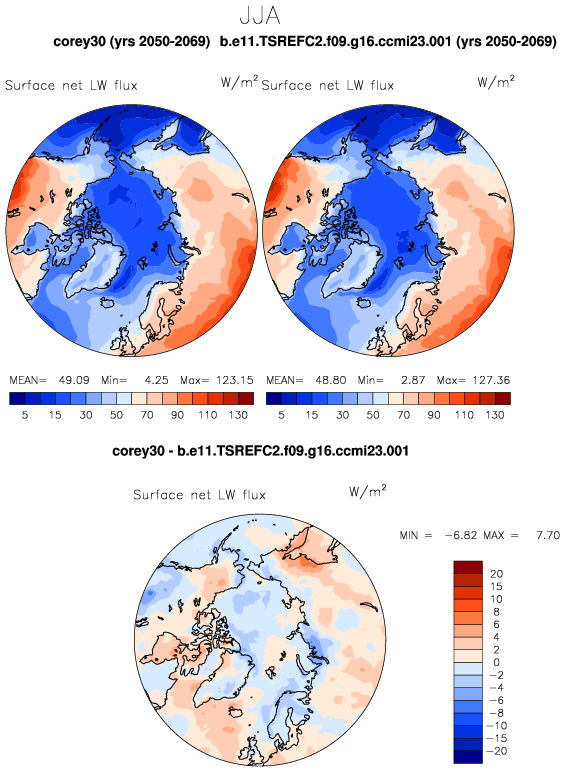 JJA
corey30 (yrs 2050-2069) b.e11.TSREFC2.f09.g16.ccmi23.001 (yrs 2050-2069)
Surface net LW flux W/m² Surface net LW flux W/m²
MEAN= 49.09 Min= 4.25 Max= 123.15 MEAN= 48.80 Min= 2.87 Max= 127.36
5 15 30 50 70 90 110 130 5 15 30 50 70 90 110 130
corey30 - b.e11.TSREFC2.f09.g16.ccmi23.001
Surface net LW flux W/m²
MIN = -6.82 MAX = 7.70
20
15
10
8
6
4
2
0
-2
-4
-6
-8
-10
-15
-20